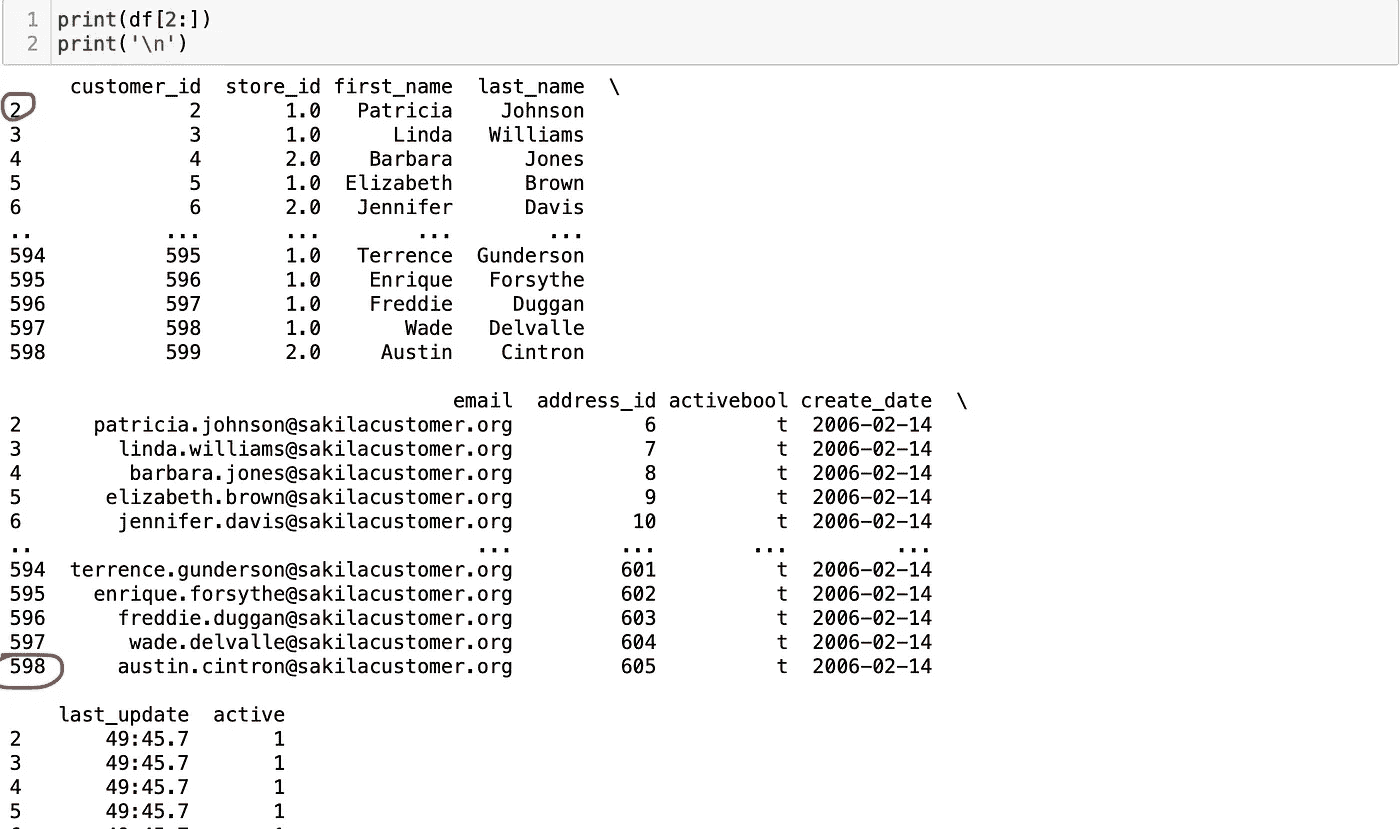 1 print(df[2:])
2 print('\n')
customer_id store_id first_name last_name \
2 2 1.0 Patricia Johnson
3 3 1.0 Linda Williams
4 4 2.0 Barbara Jones
5 5 1.0 Elizabeth Brown
6 6 2.0 Jennifer Davis
.. ... ... ... ...
594 595 1.0 Terrence Gunderson
595 596 1.0 Enrique Forsythe
596 597 1.0 Freddie Duggan
597 598 1.0 Wade Delvalle
598 599 2.0 Austin Cintron
email address_id activebool create_date \
2 patricia.johnson@sakilacustomer.org 6 t 2006-02-14
3 linda.williams@sakilacustomer.org 7 t 2006-02-14
4 barbara.jones@sakilacustomer.org 8 t 2006-02-14
5 elizabeth.brown@sakilacustomer.org 9 t 2006-02-14
6 jennifer.davis@sakilacustomer.org 10 t 2006-02-14
.. ... ... ... ...
594 terrence.gunderson@sakilacustomer.org 601 t 2006-02-14
595 enrique.forsythe@sakilacustomer.org 602 t 2006-02-14
596 freddie.duggan@sakilacustomer.org 603 t 2006-02-14
597 wade.delvalle@sakilacustomer.org 604 t 2006-02-14
598 austin.cintron@sakilacustomer.org 605 t 2006-02-14
last_update active
2 49:45.7 1
3 49:45.7 1
4 49:45.7 1
5 49:45.7 1